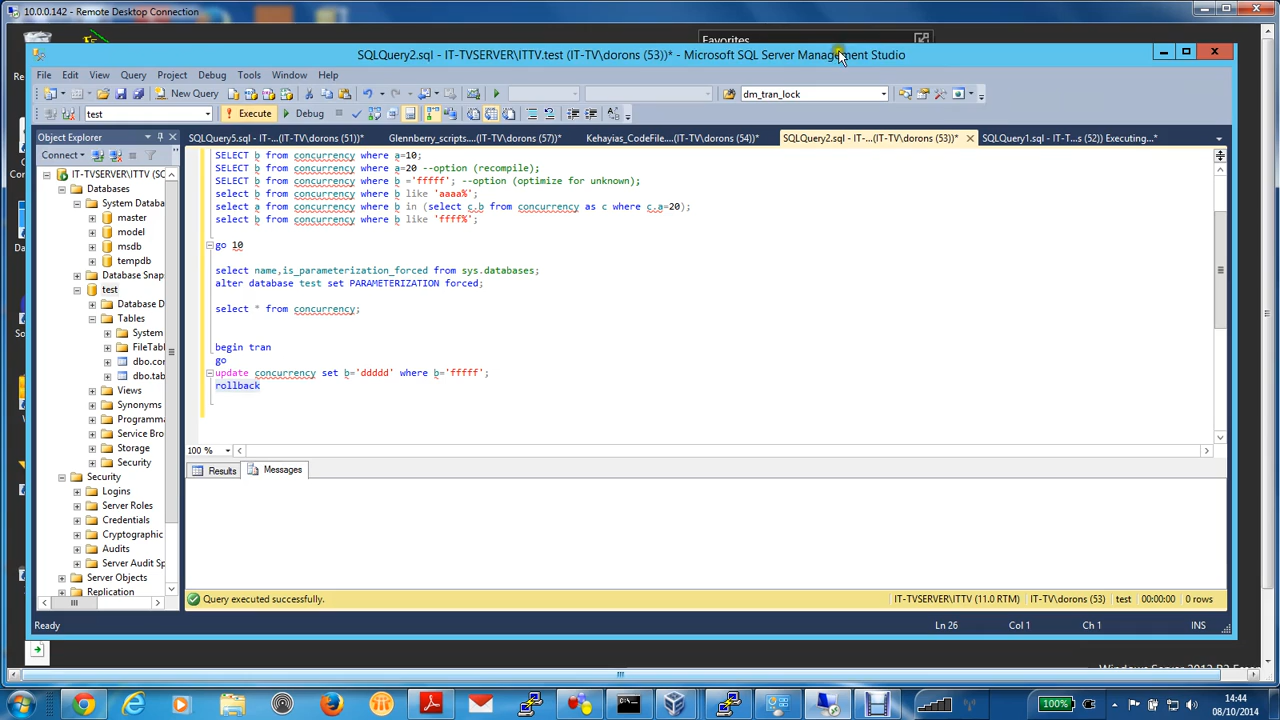 10.0.0.142 - Remote Desktop Connection
Favorites
SQLQuery2.sql - IT-TVSERVER\ITTV.test (IT-TV\dorons (53))* - Microsoft SQL Server Management Studio
File Edit View Query Project Debug Tools Window Help
New Query dm_tran_lock
test Execute Debug
Object Explorer
SQLQuery5.sql - IT-...(IT-TV\dorons (51))* Glennberry_scripts....(IT-TV\dorons (57))* Kehayias_CodeFile....(IT-TV\dorons (54))* SQLQuery2.sql - IT-...(IT-TV\dorons (53))* SQLQuery1.sql - IT-T...s (52)) Executing...*
Connect
IT-TVSERVER\ITTV (SQ
Databases
System Databa
master
model
msdb
tempdb
Database Snap
test
Database D
Tables
System
FileTab
dbo.cor
dbo.tab
Views
Synonyms
Programma
Service Bro
Storage
Security
Security
Logins
Server Roles
Credentials
Cryptographic
Audits
Server Audit Sp
Server Objects
Replication
SELECT b from concurrency where a=10;
SELECT b from concurrency where a=20 --option (recompile);
SELECT b from concurrency where b ='fffff'; --option (optimize for unknown);
select b from concurrency where b like 'aaaa%';
select a from concurrency where b in (select c.b from concurrency as c where c.a=20);
select b from concurrency where b like 'ffff%';
go 10
select name,is_parameterization_forced from sys.databases;
alter database test set PARAMETERIZATION forced;
select * from concurrency;
begin tran
go
update concurrency set b='ddddd' where b='fffff';
rollback
100 %
Results Messages
Query executed successfully. IT-TVSERVER\ITTV (11.0 RTM) IT-TV\dorons (53) test 00:00:00 0 rows
Ready Ln 26 Col 1 Ch 1 INS
100% 14:44
08/10/2014